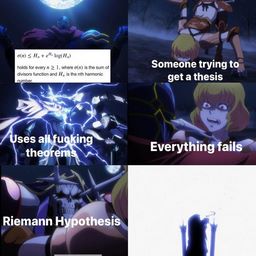 σ(n) ≤ Hₙ + e^{Hₙ} log(Hₙ)
holds for every n ≥ 1, where σ(n) is the sum of
divisors function and Hₙ is the nth harmonic
number
Someone trying to
get a thesis
Uses all fucking
theorems
Everything fails
Riemann Hypothesis